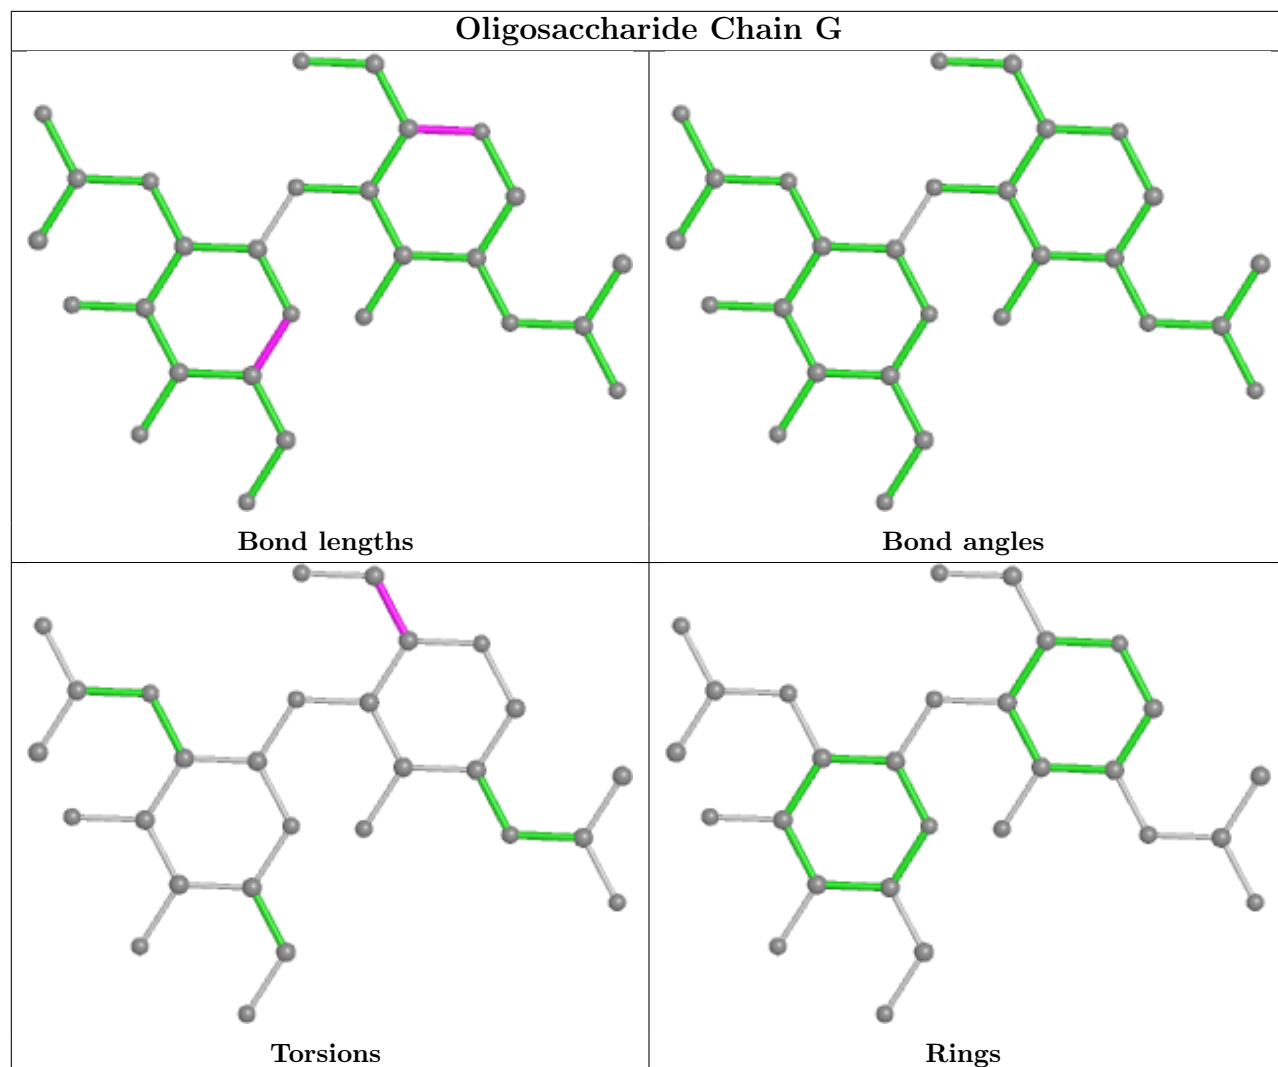 Oligosaccharide Chain G
Bond lengths
Bond angles
Torsions
Rings